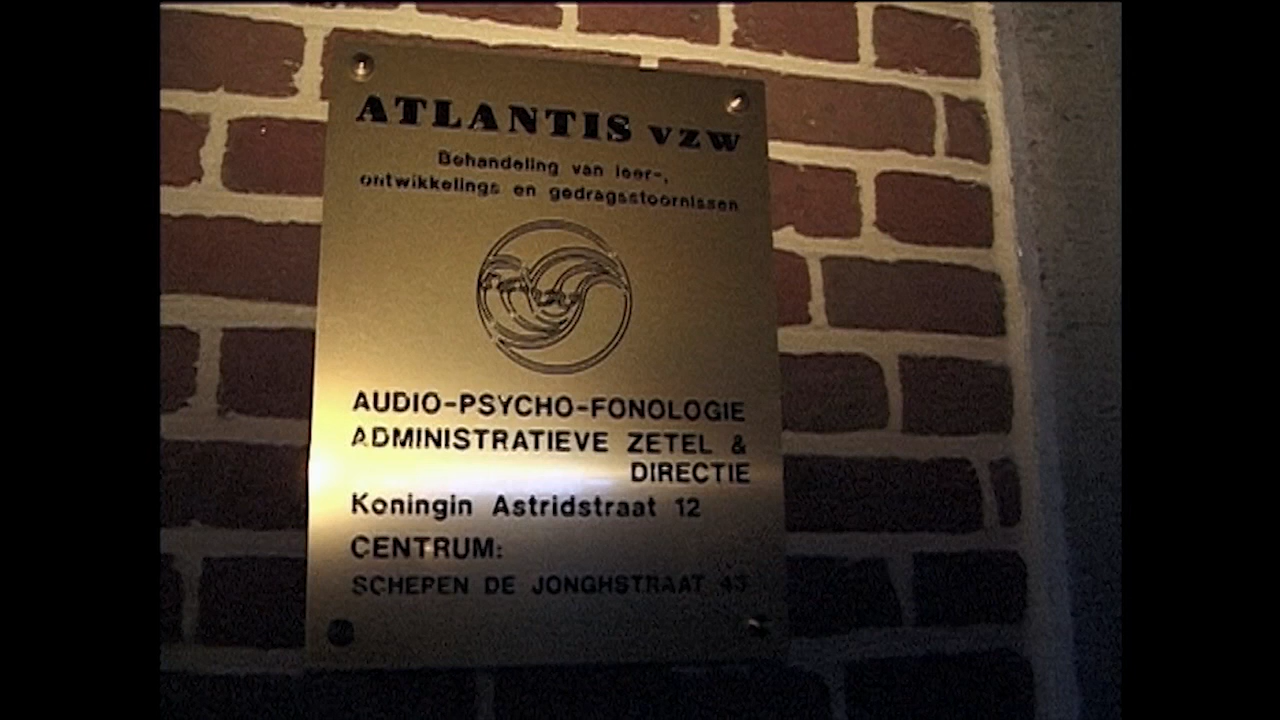 ATLANTIS VZW
Behandeling van leer-,
ontwikkelings en gedragsstoornissen
AUDIO-PSYCHO-FONOLOGIE
ADMINISTRATIEVE ZETEL &
DIRECTIE
Koningin Astridstraat 12
CENTRUM:
SCHEPEN DE JONGHSTRAAT